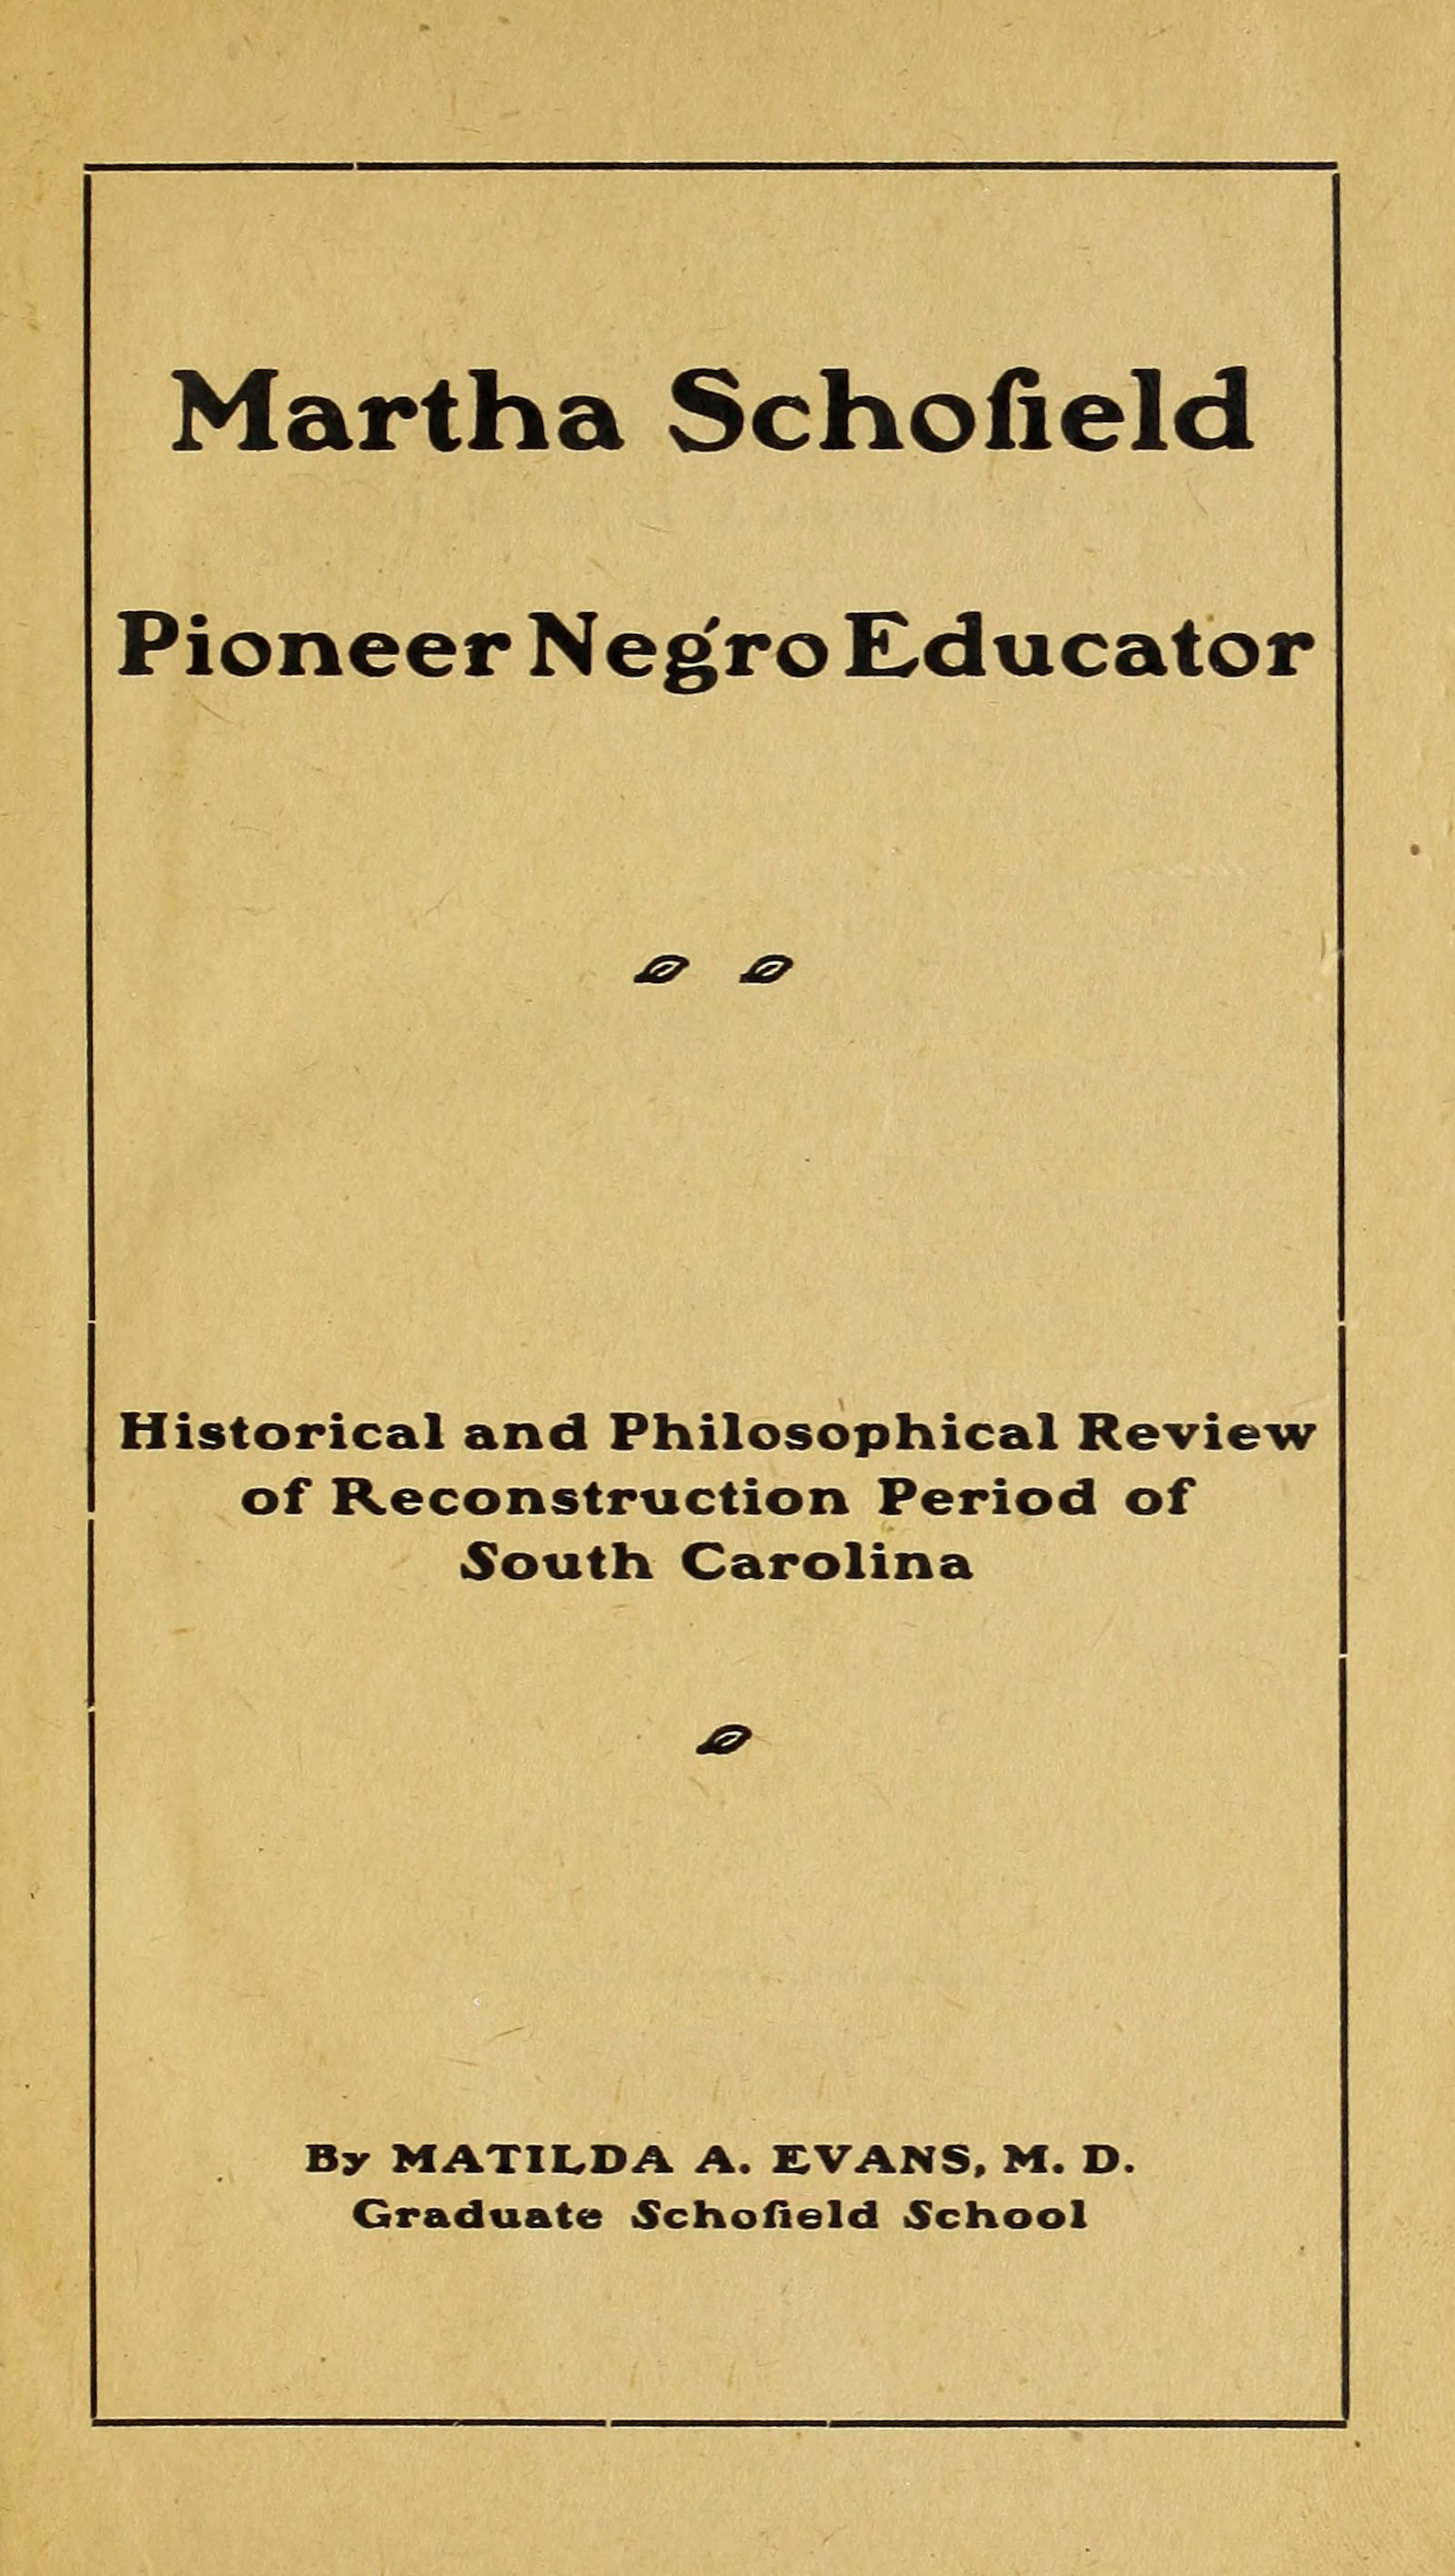 Martha Schofield
Pioneer Negro Educator
Historical and Philosophical Review
of Reconstruction Period of
South Carolina
By MATILDA A. EVANS, M. D.
Graduate Schofield School